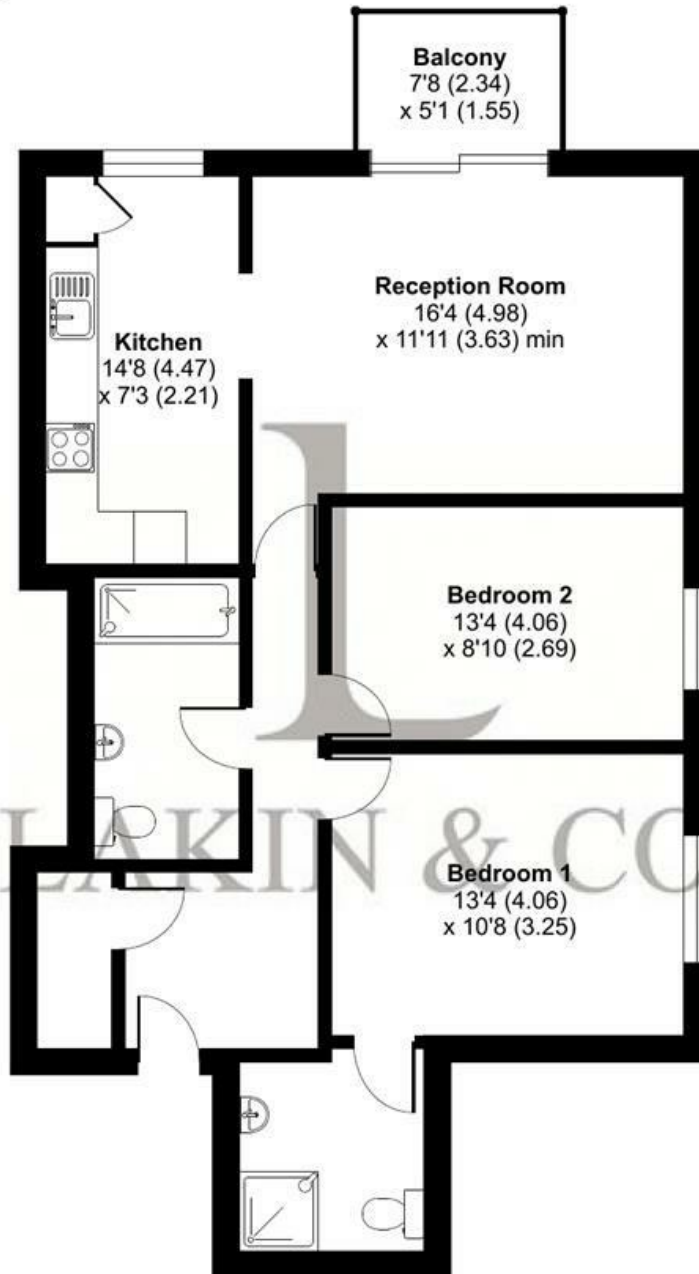 Balcony
7'8 (2.34)
x 5'1 (1.55)
Reception Room
16'4 (4.98)
x 11'11 (3.63) min
Kitchen
14'8 (4.47)
x 7'3 (2.21)
Bedroom 2
13'4 (4.06)
x 8'10 (2.69)
L
LAKIN & CO
Bedroom 1
13'4 (4.06)
x 10'8 (3.25)